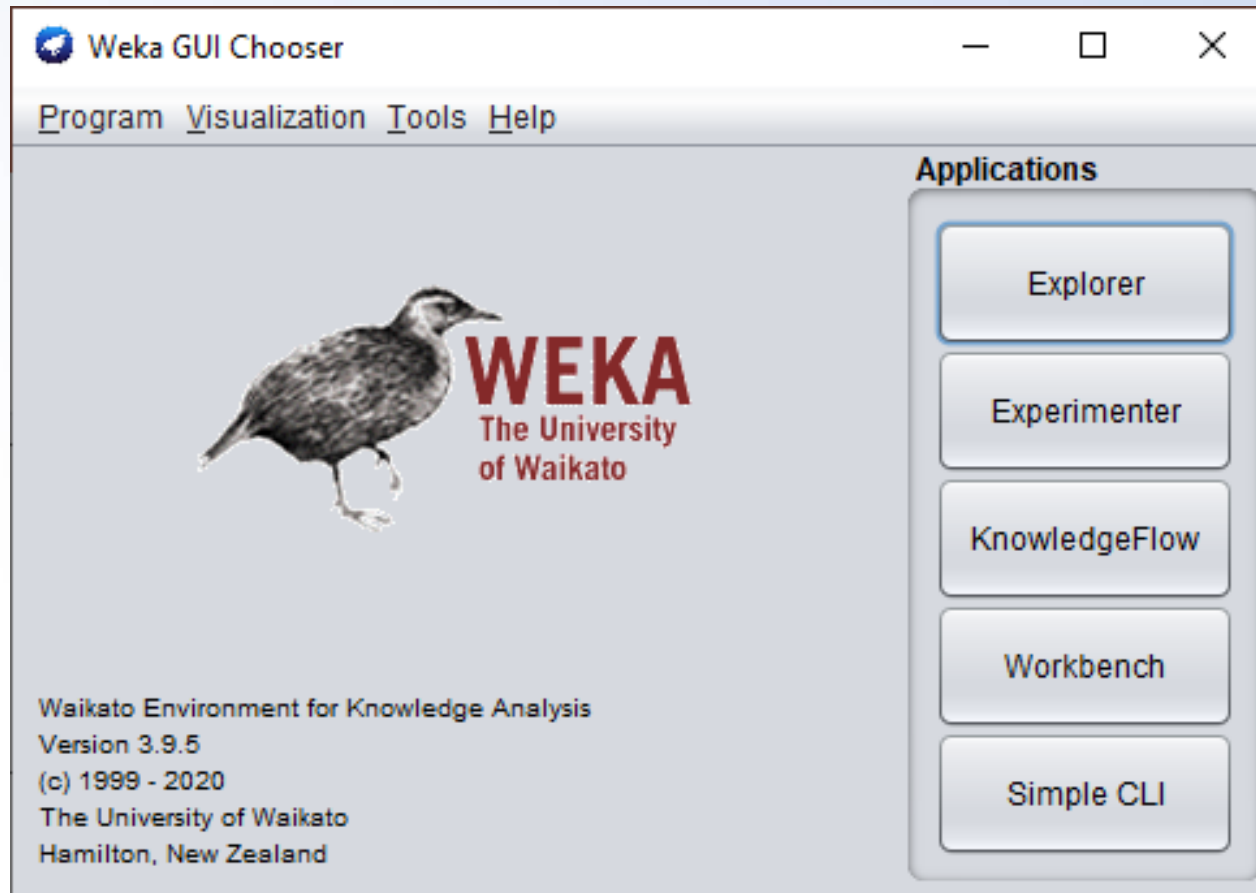 Weka GUI Chooser
Program Visualization Tools Help
Applications
Explorer
Experimenter
KnowledgeFlow
Workbench
Simple CLI
WEKA
The University
of Waikato
Waikato Environment for Knowledge Analysis
Version 3.9.5
(c) 1999 - 2020
The University of Waikato
Hamilton, New Zealand